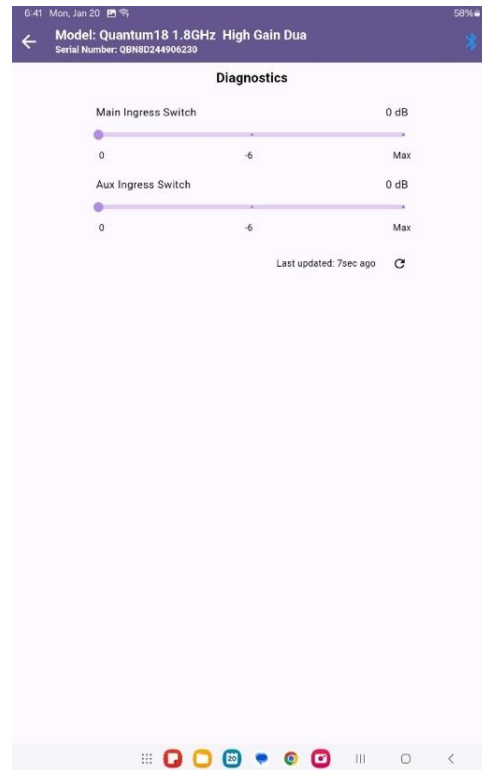 6:41 Mon, Jan 20 58%
Model: Quantum18 1.8GHz High Gain Dua
Serial Number: QBN8D244906230
Diagnostics
Main Ingress Switch 0 dB
0 -6 Max
Aux Ingress Switch 0 dB
0 -6 Max
Last updated: 7sec ago
20